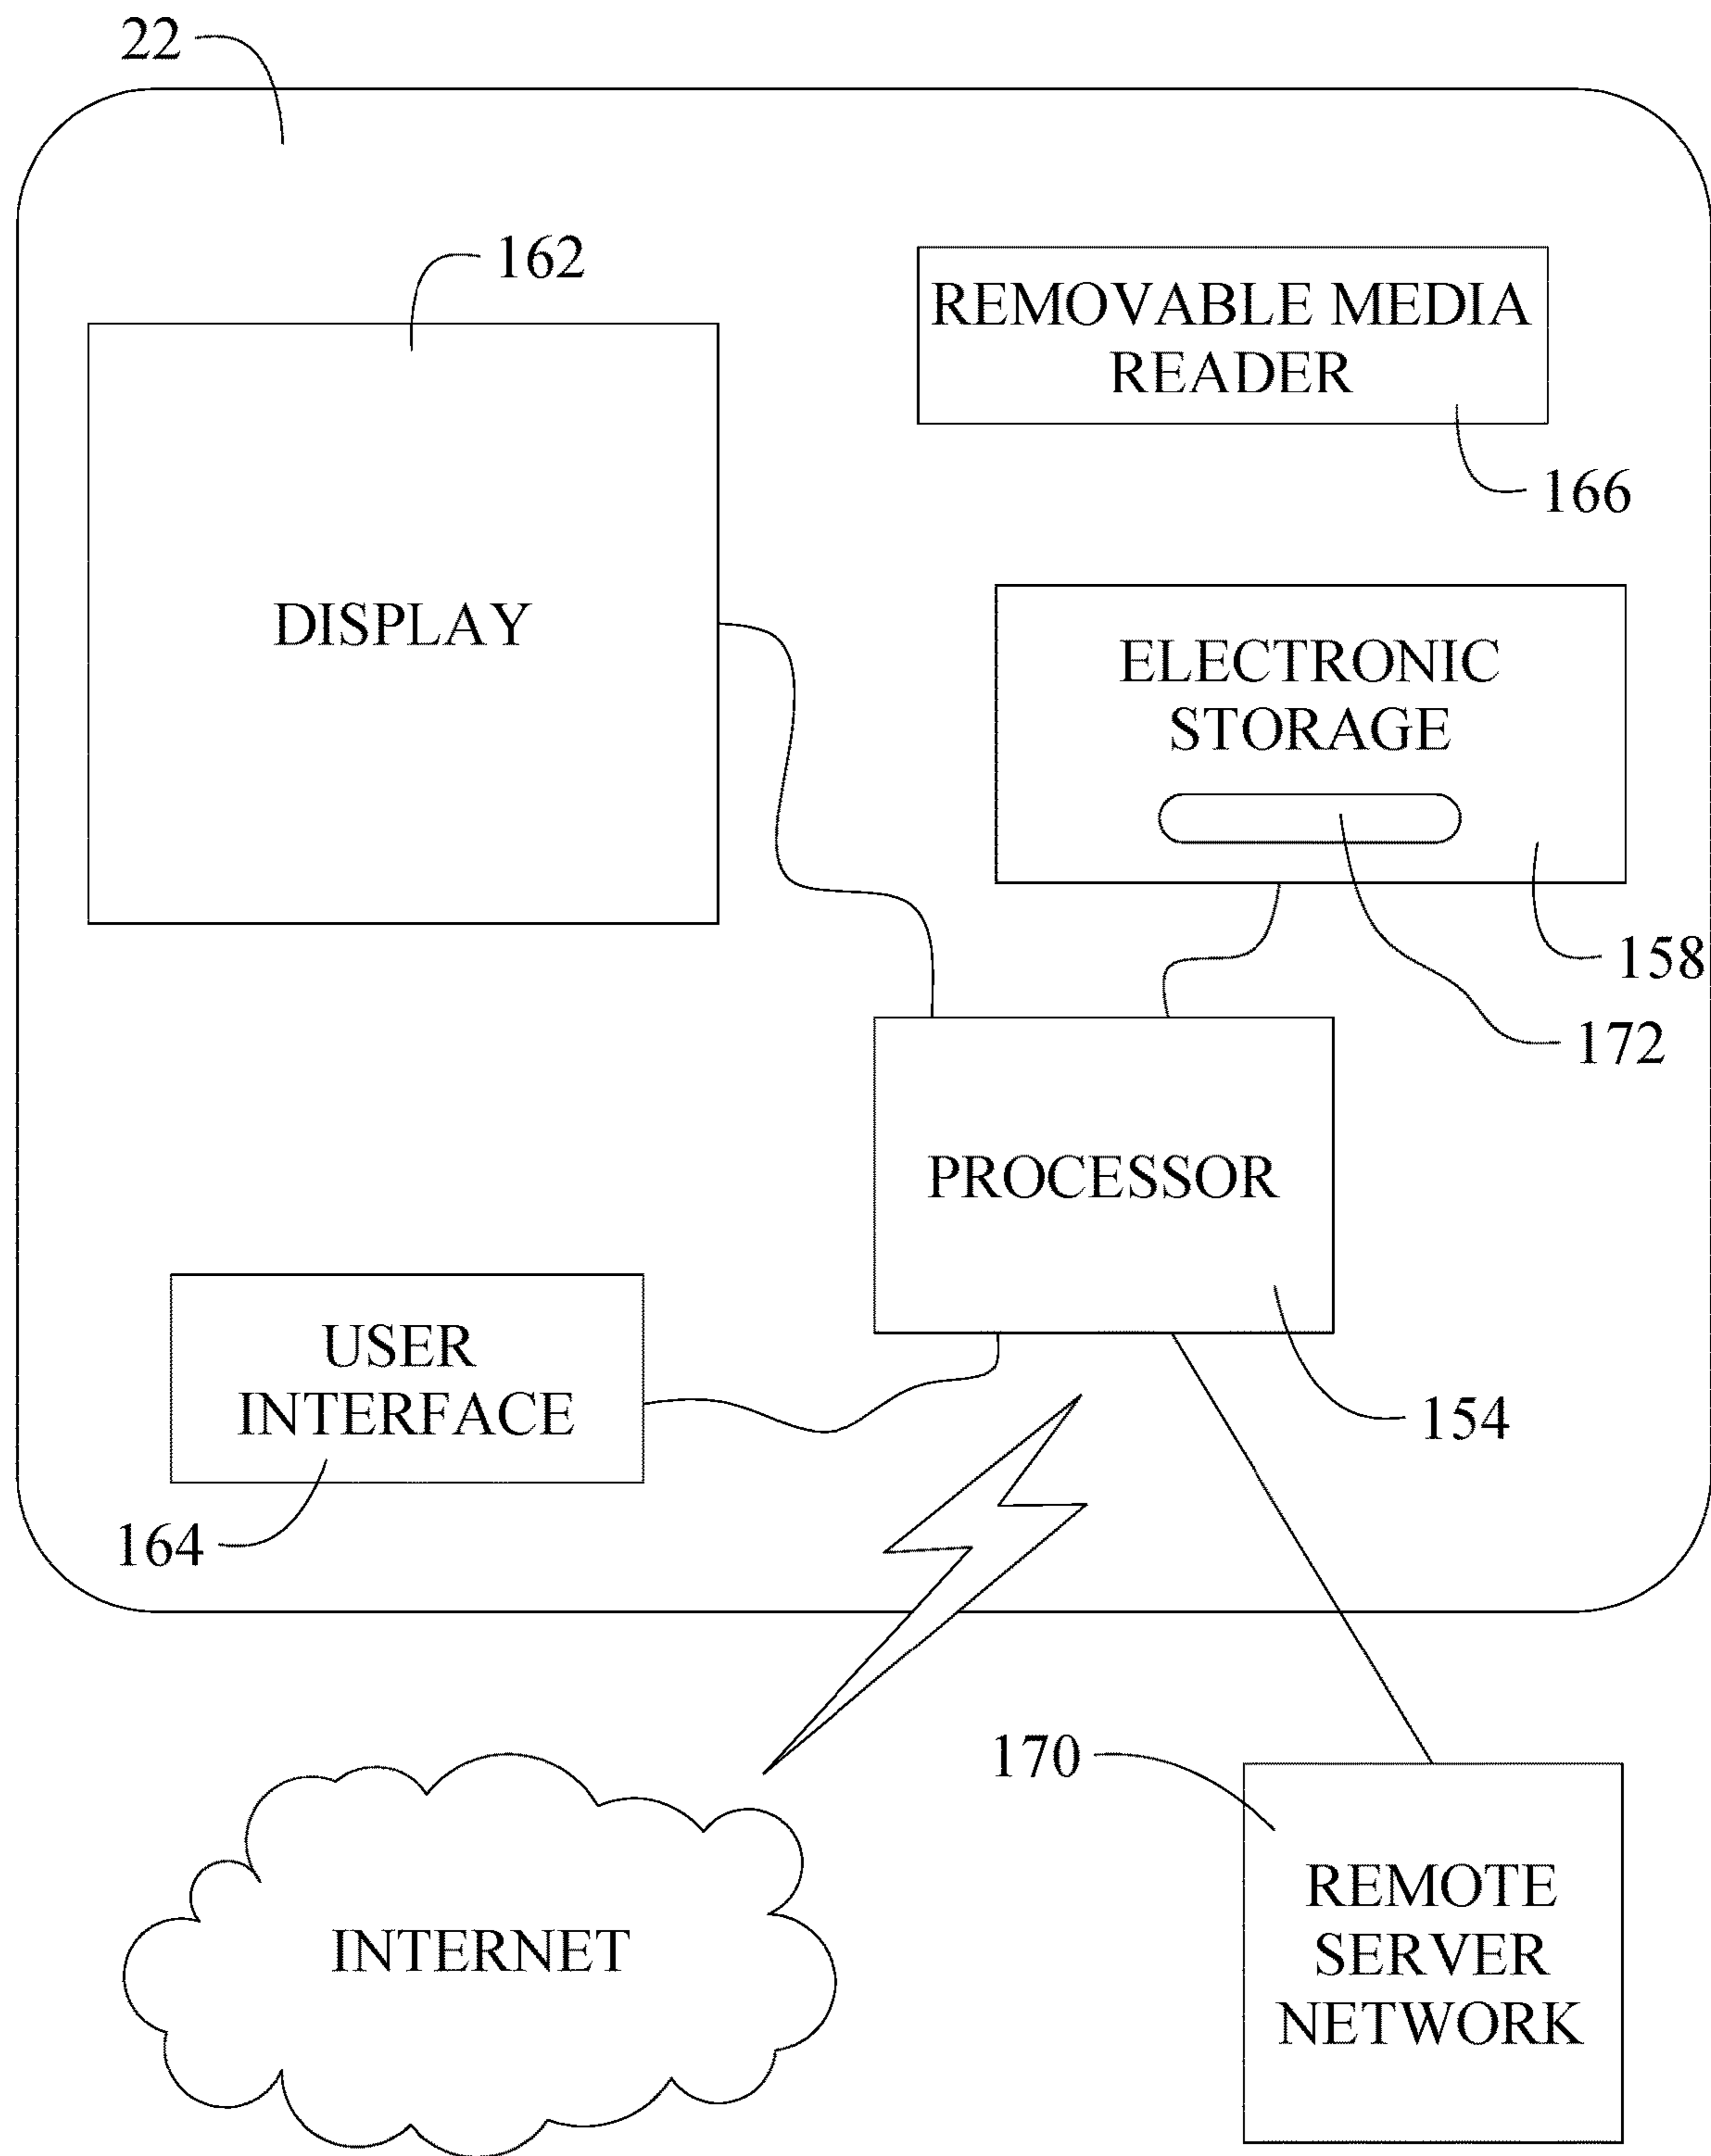 22
162
REMOVABLE MEDIA
READER
166
DISPLAY
ELECTRONIC
STORAGE
158
172
PROCESSOR
USER
INTERFACE
154
164
170
REMOTE
SERVER
NETWORK
INTERNET